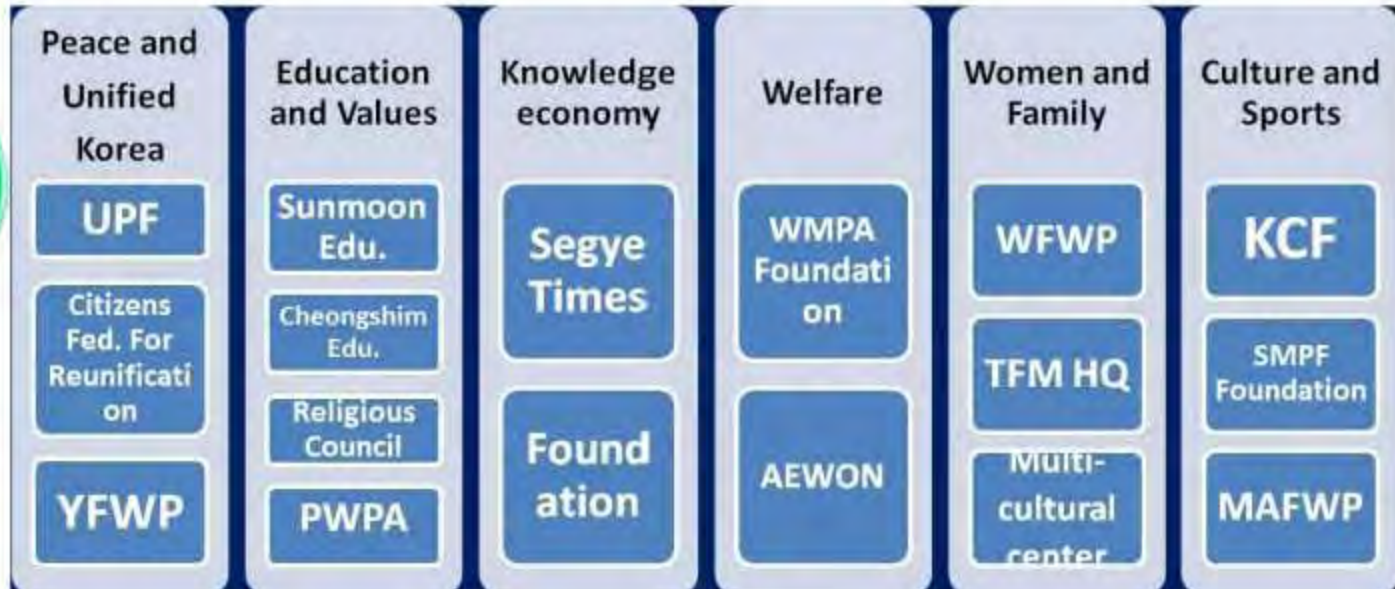 Peace and
Unified
Korea
UPF
Citizens
Fed. For
Reunificati
on
YFWP
Education
and Values
Sunmoon
Edu.
Cheongshim
Edu.
Religious
Council
PWPA
Knowledge
economy
Segye
Times
Found
ation
Welfare
WMPA
Foundati
on
AEWON
Women and
Family
WFWP
TFM HQ
Multi-
cultural
center
Culture and
Sports
KCF
SMPF
Foundation
MAFWP